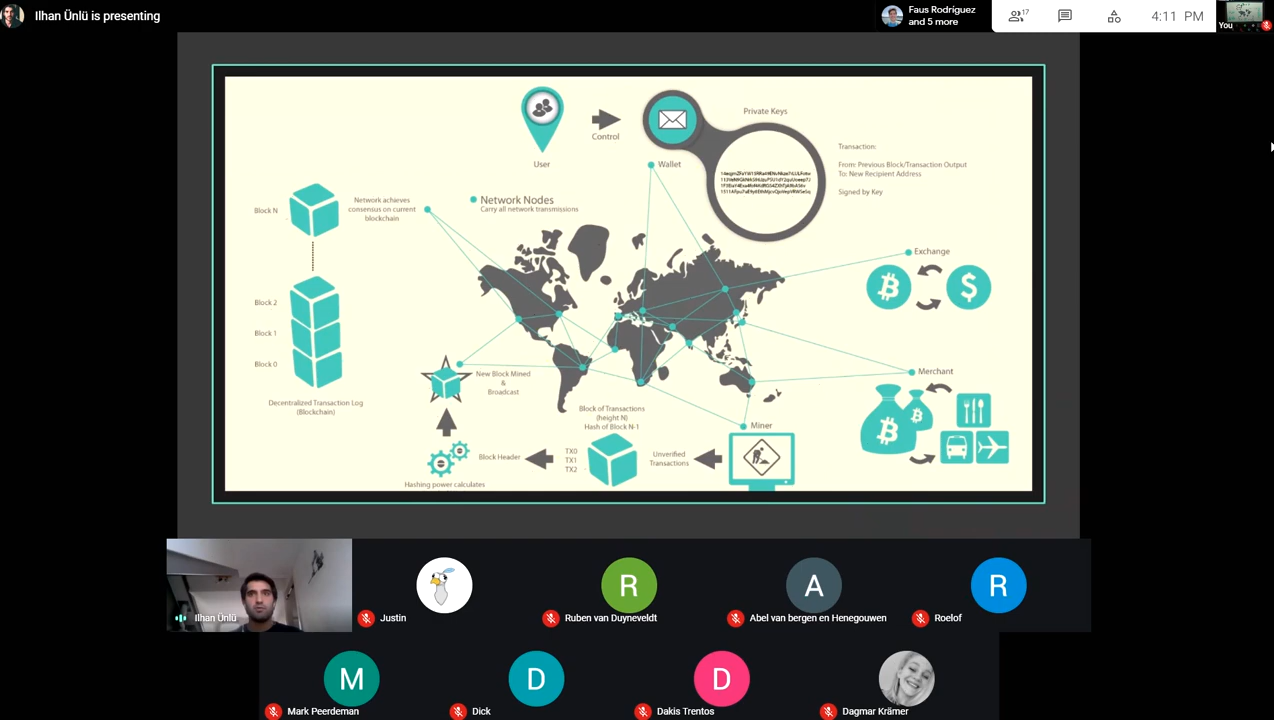 Ilhan Ünlü is presenting
Faus Rodríguez
and 5 more
17
4:11 PM
You
User
Control
Private Keys
Wallet
Transaction:
From: Previous Block/Transaction Output
To: New Recipient Address
Signed by Key
Block N
Network achieves
consensus on current
blockchain
Network Nodes
Carry all network transmissions
Exchange
Block 2
Block 1
Block 0
Decentralized Transaction Log
(Blockchain)
New Block Mined
&
Broadcast
Merchant
Block of Transactions
(height N)
Hash of Block N-1
Miner
Hashing power calculates
Block Header
TX0
TX1
TX2
Unverified
Transactions
Ilhan Ünlü
Justin
R
Ruben van Duyneveldt
A
Abel van bergen en Henegouwen
R
Roelof
M
Mark Peerdeman
D
Dick
D
Dakis Trentos
Dagmar Krämer